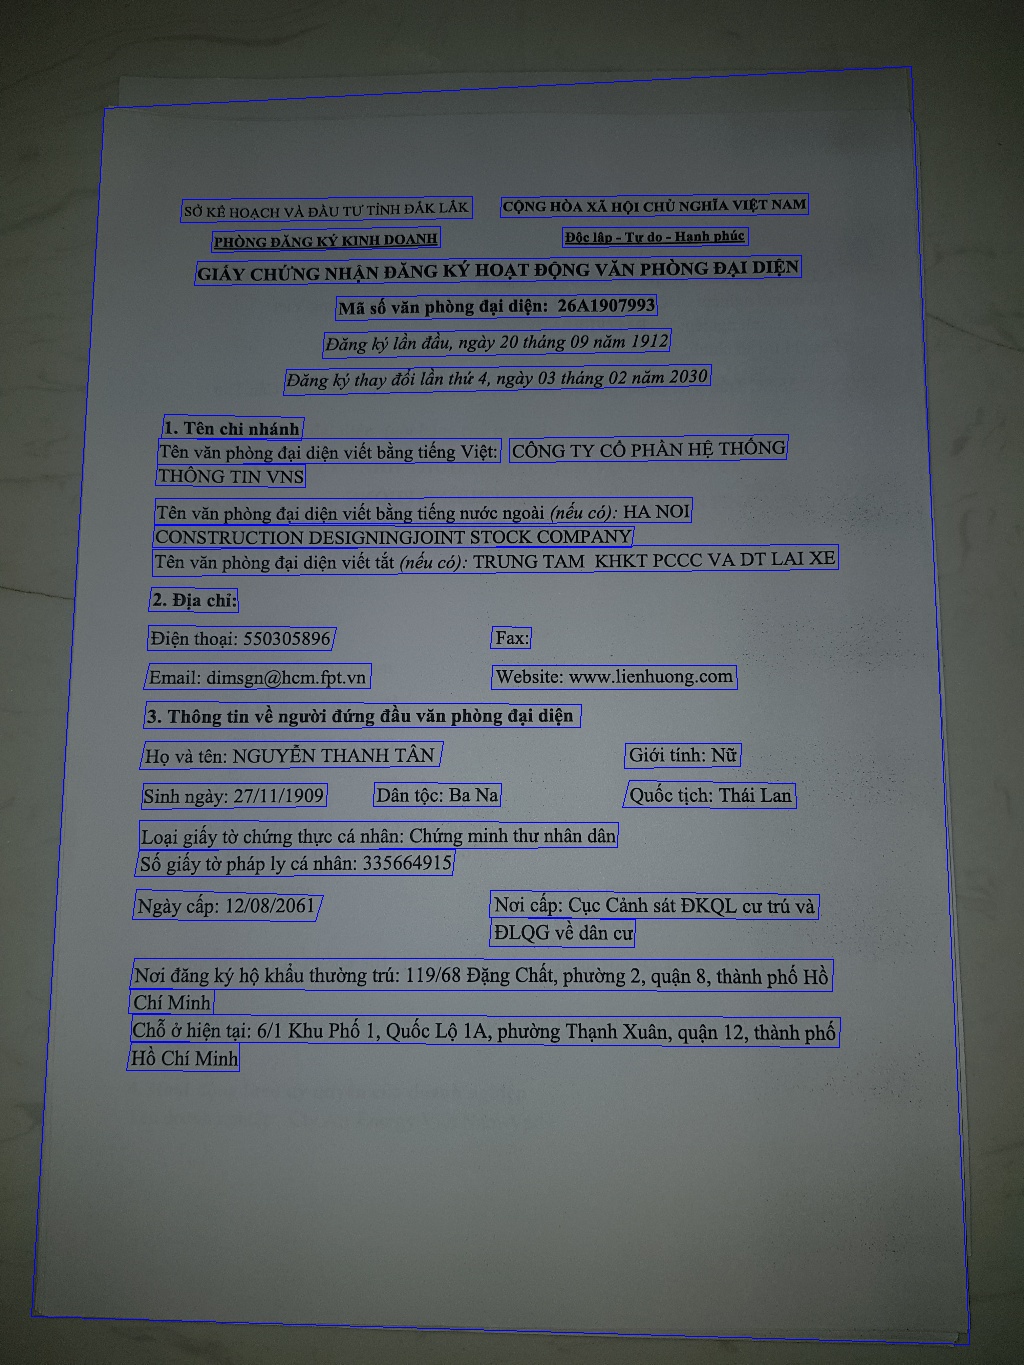 SỞ KẾ HOẠCH VÀ ĐẦU TƯ TỈNH ĐẮK LẮK
CỘNG HÒA XÃ HỘI CHỦ NGHĨA VIỆT NAM
PHÒNG ĐĂNG KÝ KINH DOANH
Độc lập - Tự do - Hạnh phúc
GIẤY CHỨNG NHẬN ĐĂNG KÝ HOẠT ĐỘNG VĂN PHÒNG ĐẠI DIỆN
Mã số văn phòng đại diện: 26A1907993
Đăng ký lần đầu, ngày 20 tháng 09 năm 1912
Đăng ký thay đổi lần thứ 4, ngày 03 tháng 02 năm 2030
1. Tên chi nhánh
Tên văn phòng đại diện viết bằng tiếng Việt: CÔNG TY CỔ PHẦN HỆ THỐNG
THÔNG TIN VNS
Tên văn phòng đại diện viết bằng tiếng nước ngoài (nếu có): HA NOI
CONSTRUCTION DESIGNINGJOINT STOCK COMPANY
Tên văn phòng đại diện viết tắt (nếu có): TRUNG TAM KHKT PCCC VA DT LAI XE
2. Địa chỉ:
Điện thoại: 550305896
Fax:
Email: dimsgn@hcm.fpt.vn
Website: www.lienhuong.com
3. Thông tin về người đứng đầu văn phòng đại diện
Họ và tên: NGUYỄN THANH TÂN
Giới tính: Nữ
Sinh ngày: 27/11/1909
Dân tộc: Ba Na
Quốc tịch: Thái Lan
Loại giấy tờ chứng thực cá nhân: Chứng minh thư nhân dân
Số giấy tờ pháp ly cá nhân: 335664915
Ngày cấp: 12/08/2061
Nơi cấp: Cục Cảnh sát ĐKQL cư trú và
ĐLQG về dân cư
Nơi đăng ký hộ khẩu thường trú: 119/68 Đặng Chất, phường 2, quận 8, thành phố Hồ
Chí Minh
Chỗ ở hiện tại: 6/1 Khu Phố 1, Quốc Lộ 1A, phường Thạnh Xuân, quận 12, thành phố
Hồ Chí Minh